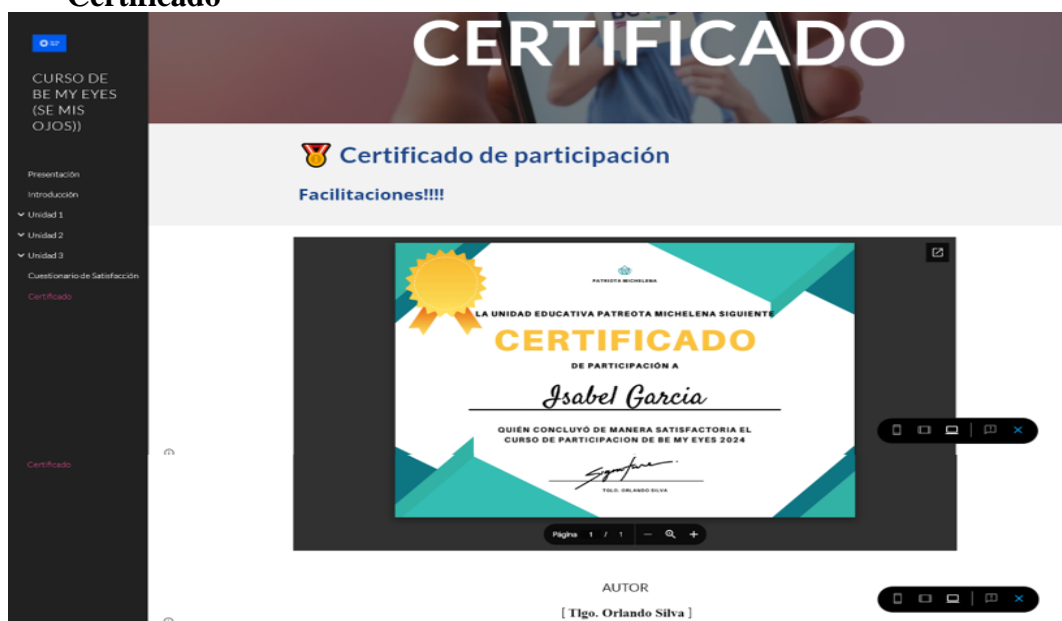 Certificado
CERTIFICADO
CURSO DE
BE MY EYES
(SE MIS
OJOS))
Presentación
Introducción
Unidad 1
Unidad 2
Unidad 3
Cuestionario de Satisfacción
Certificado
Certificado
Certificado de participación
Facilitaciones!!!!
PATRIOTA MICHELENA
LA UNIDAD EDUCATIVA PATREOTA MICHELENA SIGUIENTE
CERTIFICADO
DE PARTICIPACIÓN A
Isabel Garcia
QUIÉN CONCLUYÓ DE MANERA SATISFACTORIA EL
CURSO DE PARTICIPACION DE BE MY EYES 2024
Signature
TGLO. ORLANDO SILVA
Página 1 / 1
AUTOR
[ Tlgo. Orlando Silva ]